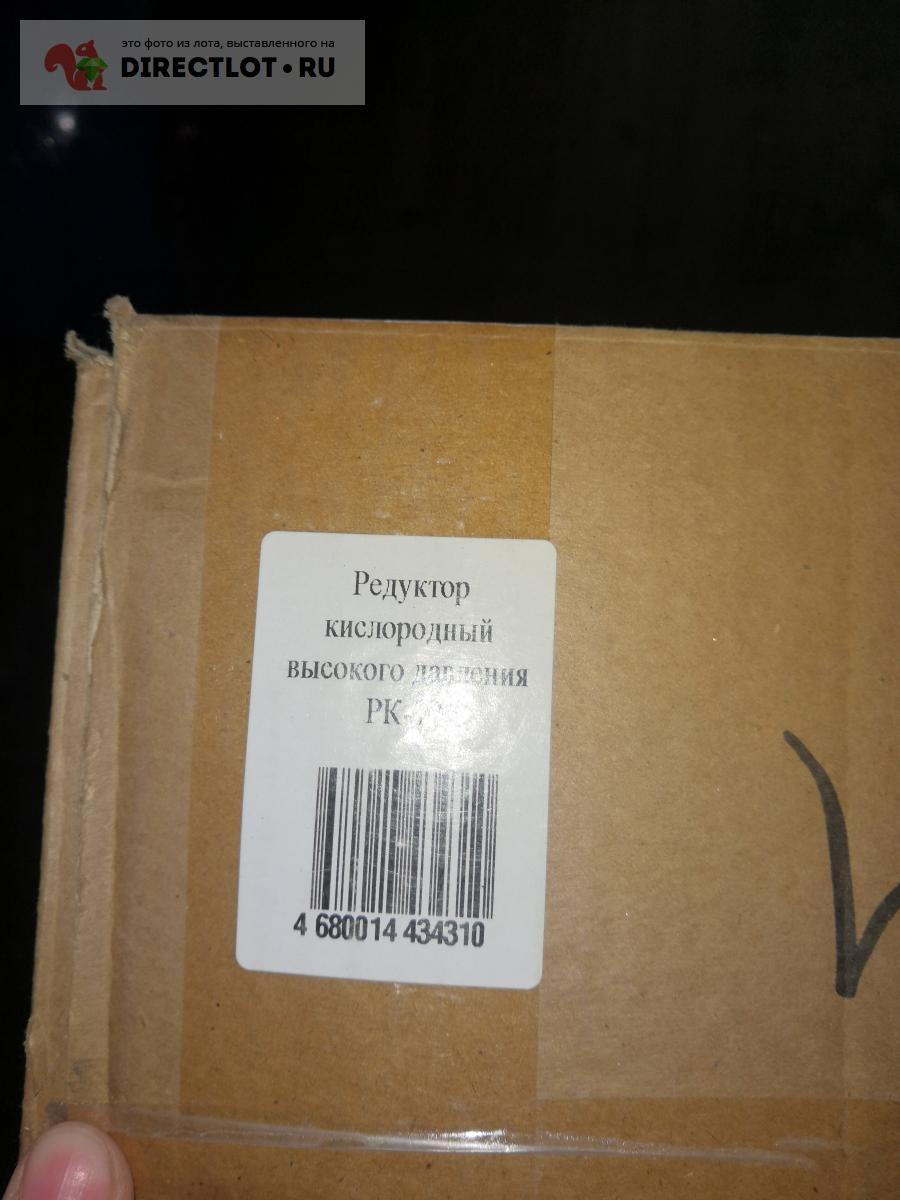 это фото из лота, выставленного на
DIRECTLOT•RU
Редуктор
кислородный
высокого давления
4 680014 434310